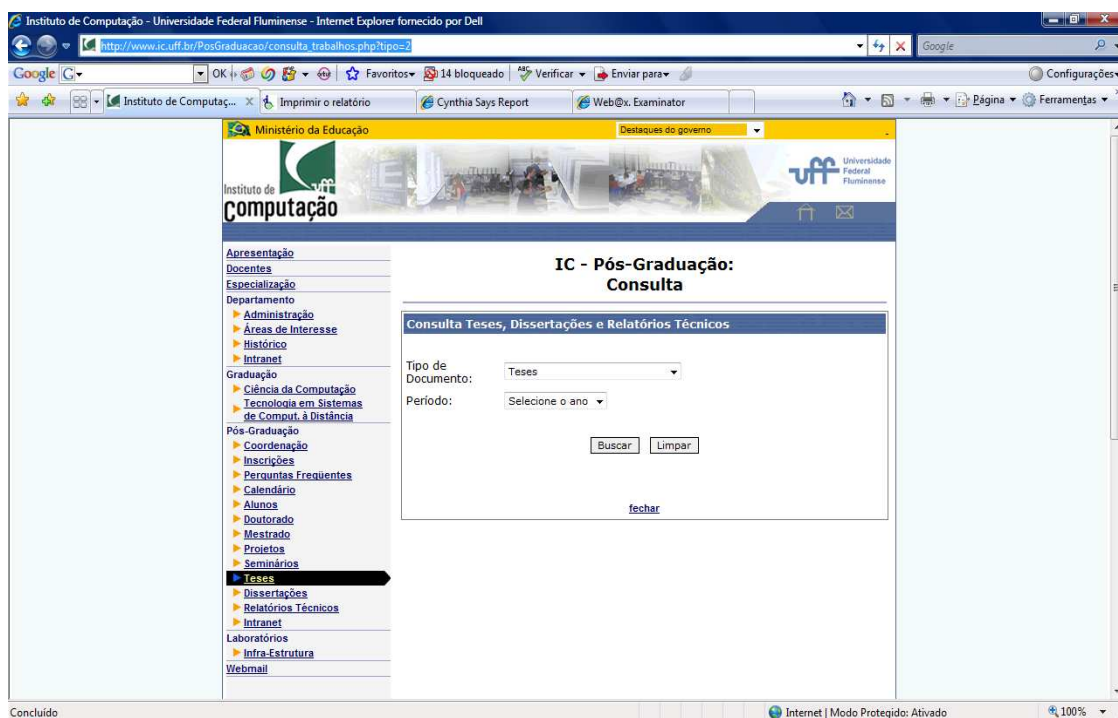 Instituto de Computação - Universidade Federal Fluminense - Internet Explorer fornecido por Dell
http://www.ic.uff.br/PosGraduacao/consulta_trabalhos.php?tipo=2
Google
Google G OK Favoritos 14 bloqueado ABC Verificar Enviar para Configurações
Instituto de Computaç... X Imprimir o relatório Cynthia Says Report Web@x. Examinator Página Ferramentas
Ministério da Educação Destaques do governo
Instituto de
computação
uff
uff Universidade
Federal
Fluminense
Apresentação
Docentes
Especialização
Departamento
Administração
Áreas de Interesse
Histórico
Intranet
Graduação
Ciência da Computação
Tecnologia em Sistemas
de Comput. à Distância
Pós-Graduação
Coordenação
Inscrições
Perguntas Freqüentes
Calendário
Alunos
Doutorado
Mestrado
Projetos
Seminários
Teses
Dissertações
Relatórios Técnicos
Intranet
Laboratórios
Infra-Estrutura
Webmail
IC - Pós-Graduação:
Consulta
Consulta Teses, Dissertações e Relatórios Técnicos
Tipo de
Documento: Teses
Período: Selecione o ano
Buscar Limpar
fechar
Concluído Internet | Modo Protegido: Ativado 100%